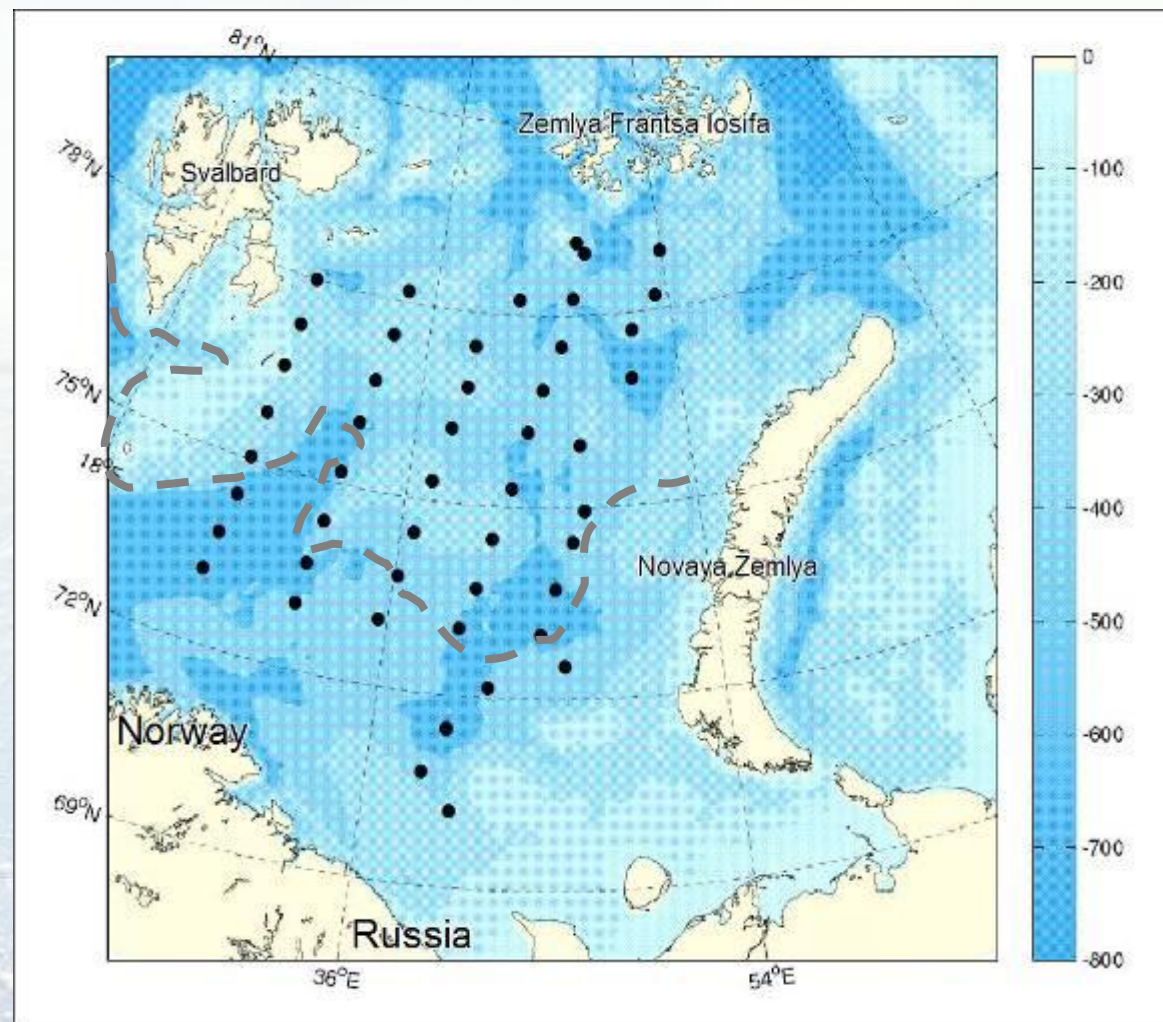 81°N
0
Zemlya Frantsa Iosifa
78°N
-100
Svalbard
-200
-300
75°N
-400
18°E
-500
Novaya Zemlya
72°N
-600
Norway
-700
69°N
Russia
-800
36°E
54°E